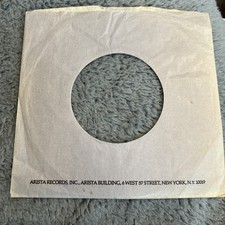 ARISTA RECORDS, INC., ARISTA BUILDING, 6 WEST 57 STREET, NEW YORK, N.Y. 10019